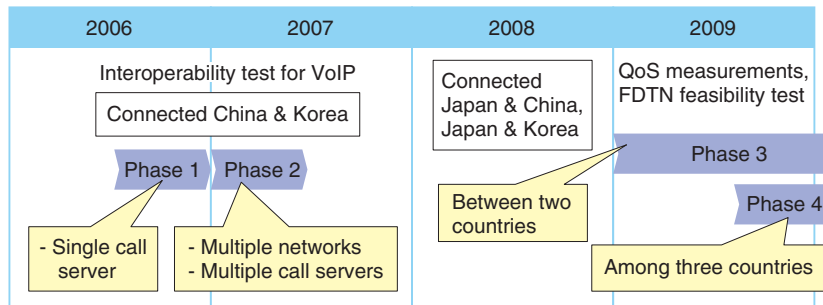 2006
2007
2008
2009
Interoperability test for VoIP
Connected China & Korea
Connected
Japan & China,
Japan & Korea
QoS measurements,
FDTN feasibility test
Phase 1
Phase 2
Phase 3
Phase 4
- Single call
server
- Multiple networks
- Multiple call servers
Between two
countries
Among three countries